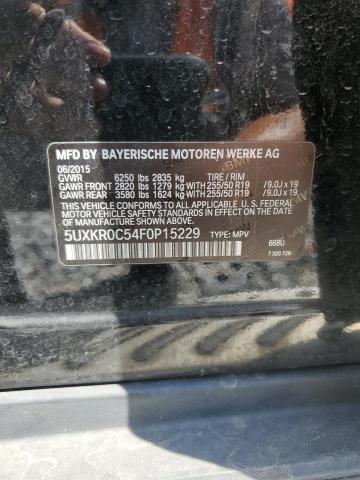 MFD BY BAYERISCHE MOTOREN WERKE AG
06/2015
GVWR 6250 lbs 2835 kg TIRE / RIM
GAWR FRONT 2820 lbs 1279 kg WITH 255/50 R19 / 9.0J x 19
GAWR REAR 3580 lbs 1624 kg WITH 255/50 R19 / 9.0J x 19
THIS VEHICLE CONFORMS TO ALL APPLICABLE U.S. FEDERAL MOTOR VEHICLE SAFETY STANDARDS IN EFFECT ON THE DATE
OF MANUFACTURE SHOWN ABOVE.
5UXKR0C54F0P15229 TYPE: MPV
668U
7 320 729